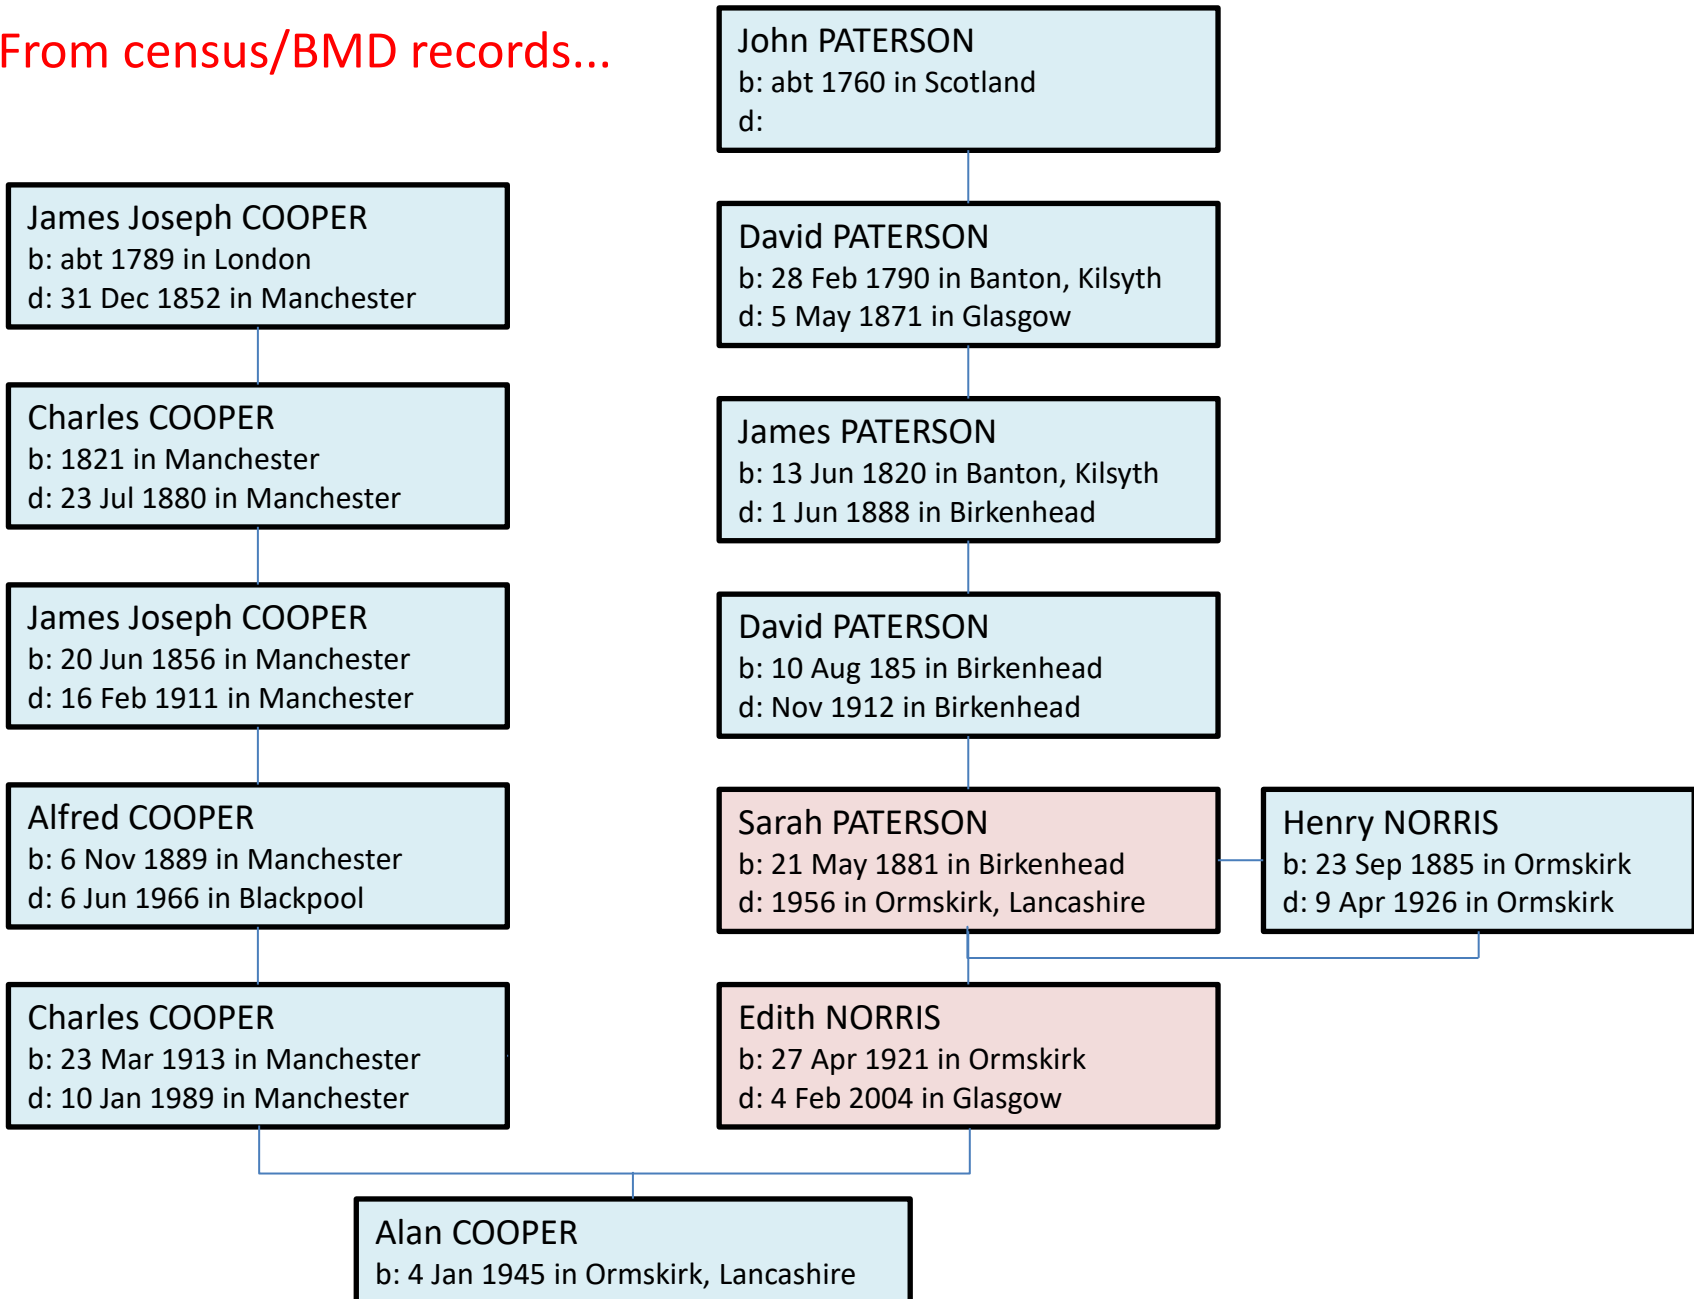 From census/BMD records...
John PATERSON
b: abt 1760 in Scotland
d:
James Joseph COOPER
b: abt 1789 in London
d: 31 Dec 1852 in Manchester
David PATERSON
b: 28 Feb 1790 in Banton, Kilsyth
d: 5 May 1871 in Glasgow
Charles COOPER
b: 1821 in Manchester
d: 23 Jul 1880 in Manchester
James PATERSON
b: 13 Jun 1820 in Banton, Kilsyth
d: 1 Jun 1888 in Birkenhead
James Joseph COOPER
b: 20 Jun 1856 in Manchester
d: 16 Feb 1911 in Manchester
David PATERSON
b: 10 Aug 185 in Birkenhead
d: Nov 1912 in Birkenhead
Alfred COOPER
b: 6 Nov 1889 in Manchester
d: 6 Jun 1966 in Blackpool
Sarah PATERSON
b: 21 May 1881 in Birkenhead
d: 1956 in Ormskirk, Lancashire
Henry NORRIS
b: 23 Sep 1885 in Ormskirk
d: 9 Apr 1926 in Ormskirk
Charles COOPER
b: 23 Mar 1913 in Manchester
d: 10 Jan 1989 in Manchester
Edith NORRIS
b: 27 Apr 1921 in Ormskirk
d: 4 Feb 2004 in Glasgow
Alan COOPER
b: 4 Jan 1945 in Ormskirk, Lancashire